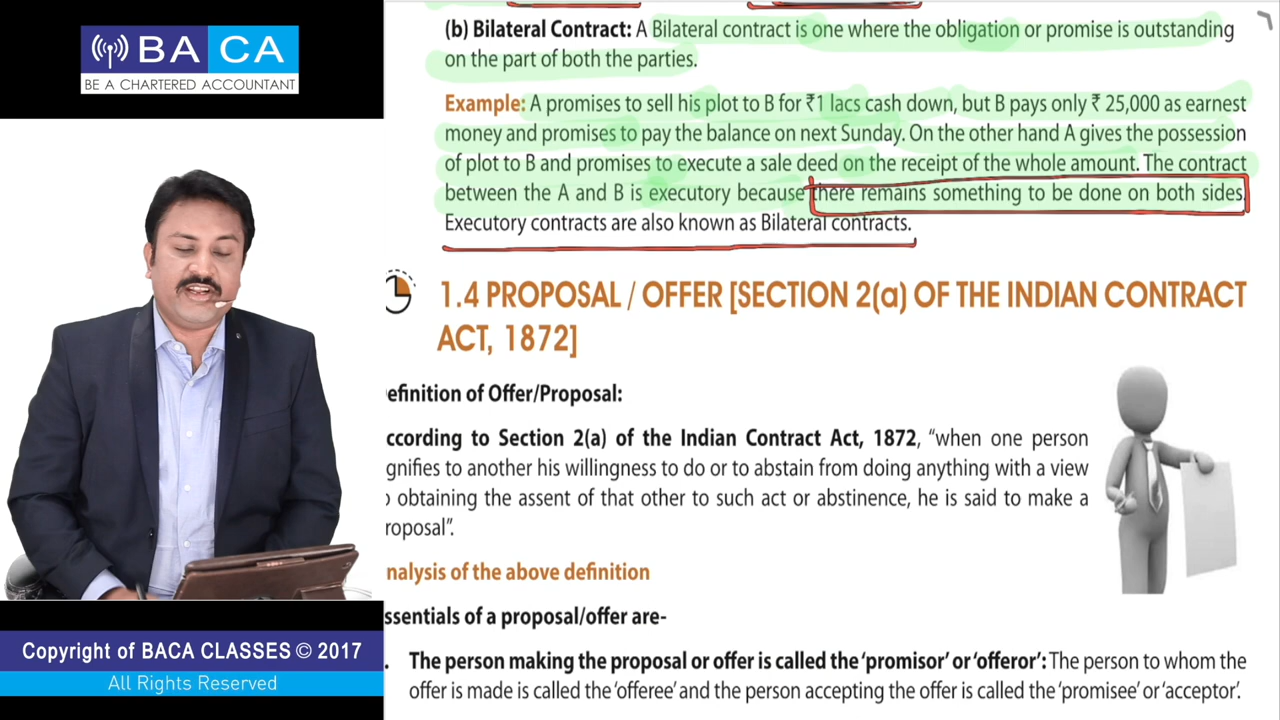 BA CA
BE A CHARTERED ACCOUNTANT
(b) Bilateral Contract: A Bilateral contract is one where the obligation or promise is outstanding
on the part of both the parties.
Example: A promises to sell his plot to B for ₹1 lacs cash down, but B pays only ₹ 25,000 as earnest
money and promises to pay the balance on next Sunday. On the other hand A gives the possession
of plot to B and promises to execute a sale deed on the receipt of the whole amount. The contract
between the A and B is executory because there remains something to be done on both sides.
Executory contracts are also known as Bilateral contracts.
1.4 PROPOSAL / OFFER [SECTION 2(a) OF THE INDIAN CONTRACT
ACT, 1872]
efinition of Offer/Proposal:
ccording to Section 2(a) of the Indian Contract Act, 1872, “when one person
gnifies to another his willingness to do or to abstain from doing anything with a view
o obtaining the assent of that other to such act or abstinence, he is said to make a
roposal”.
nalysis of the above definition
ssentials of a proposal/offer are-
. The person making the proposal or offer is called the ‘promisor’ or ‘offeror’: The person to whom the
offer is made is called the ‘offeree’ and the person accepting the offer is called the ‘promisee’ or ‘acceptor’.
Copyright of BACA CLASSES © 2017
All Rights Reserved